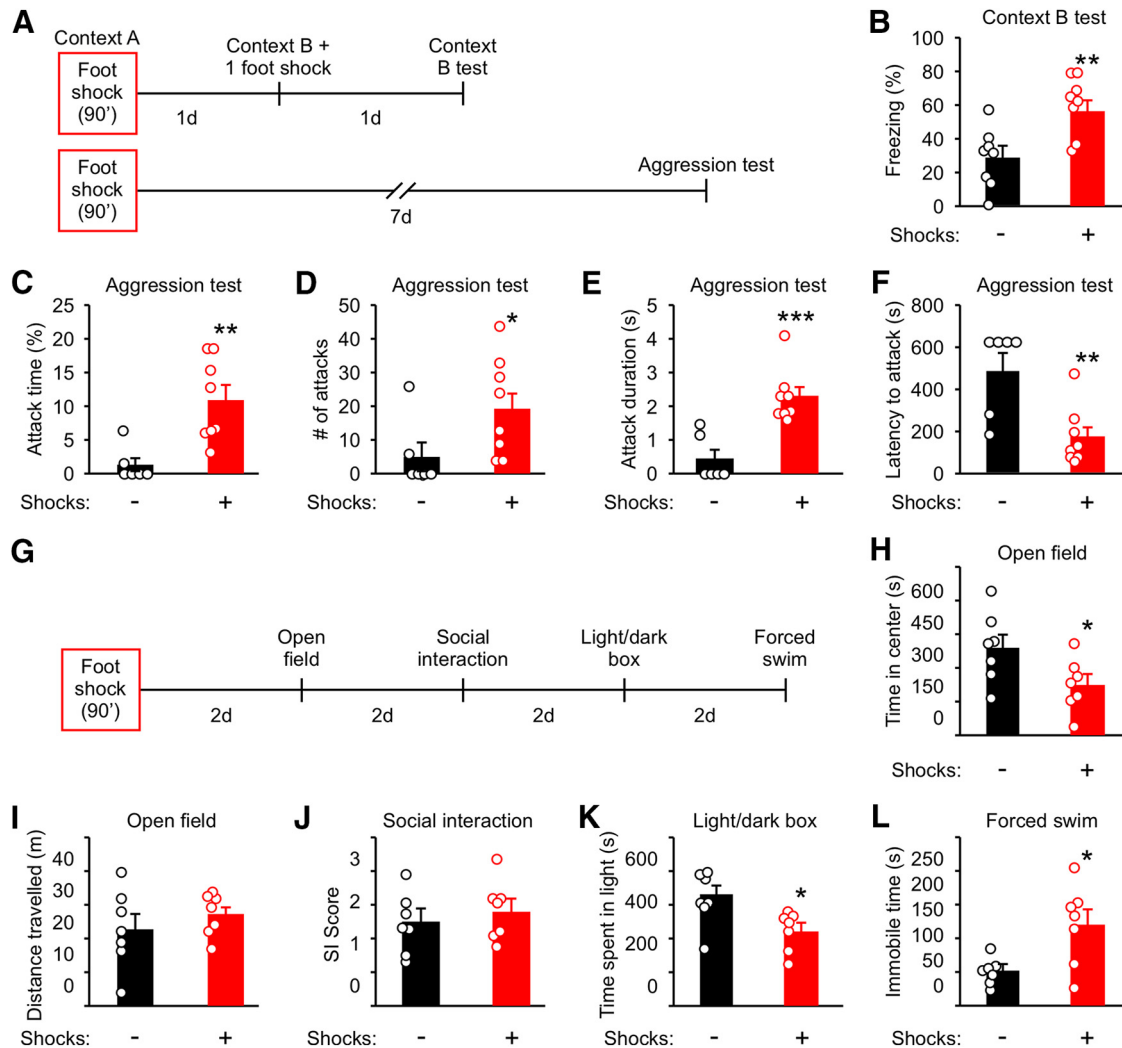 A
Context A
Foot
shock
(90’)
Context B +
1 foot shock
Context
B test
1d
1d
Foot
shock
(90’)
Aggression test
7d
B
Context B test
Freezing (%)
100
80
60
40
20
0
**
Shocks: - +
C
Aggression test
Attack time (%)
25
20
15
10
5
0
**
Shocks: - +
D
Aggression test
# of attacks
50
40
30
20
10
0
*
Shocks: - +
E
Aggression test
Attack duration (s)
5
4
3
2
1
0
***
Shocks: - +
F
Aggression test
Latency to attack (s)
800
600
400
200
0
**
Shocks: - +
G
Foot
shock
(90’)
Open
field
Social
interaction
Light/dark
box
Forced
swim
2d
2d
2d
2d
H
Open field
Time in center (s)
600
450
300
150
0
*
Shocks: - +
I
Open field
Distance travelled (m)
40
30
20
10
0
Shocks: - +
J
Social interaction
SI Score
3
2
1
0
Shocks: - +
K
Light/dark box
Time spent in light (s)
600
400
200
0
*
Shocks: - +
L
Forced swim
Immobile time (s)
250
200
150
100
50
0
*
Shocks: - +